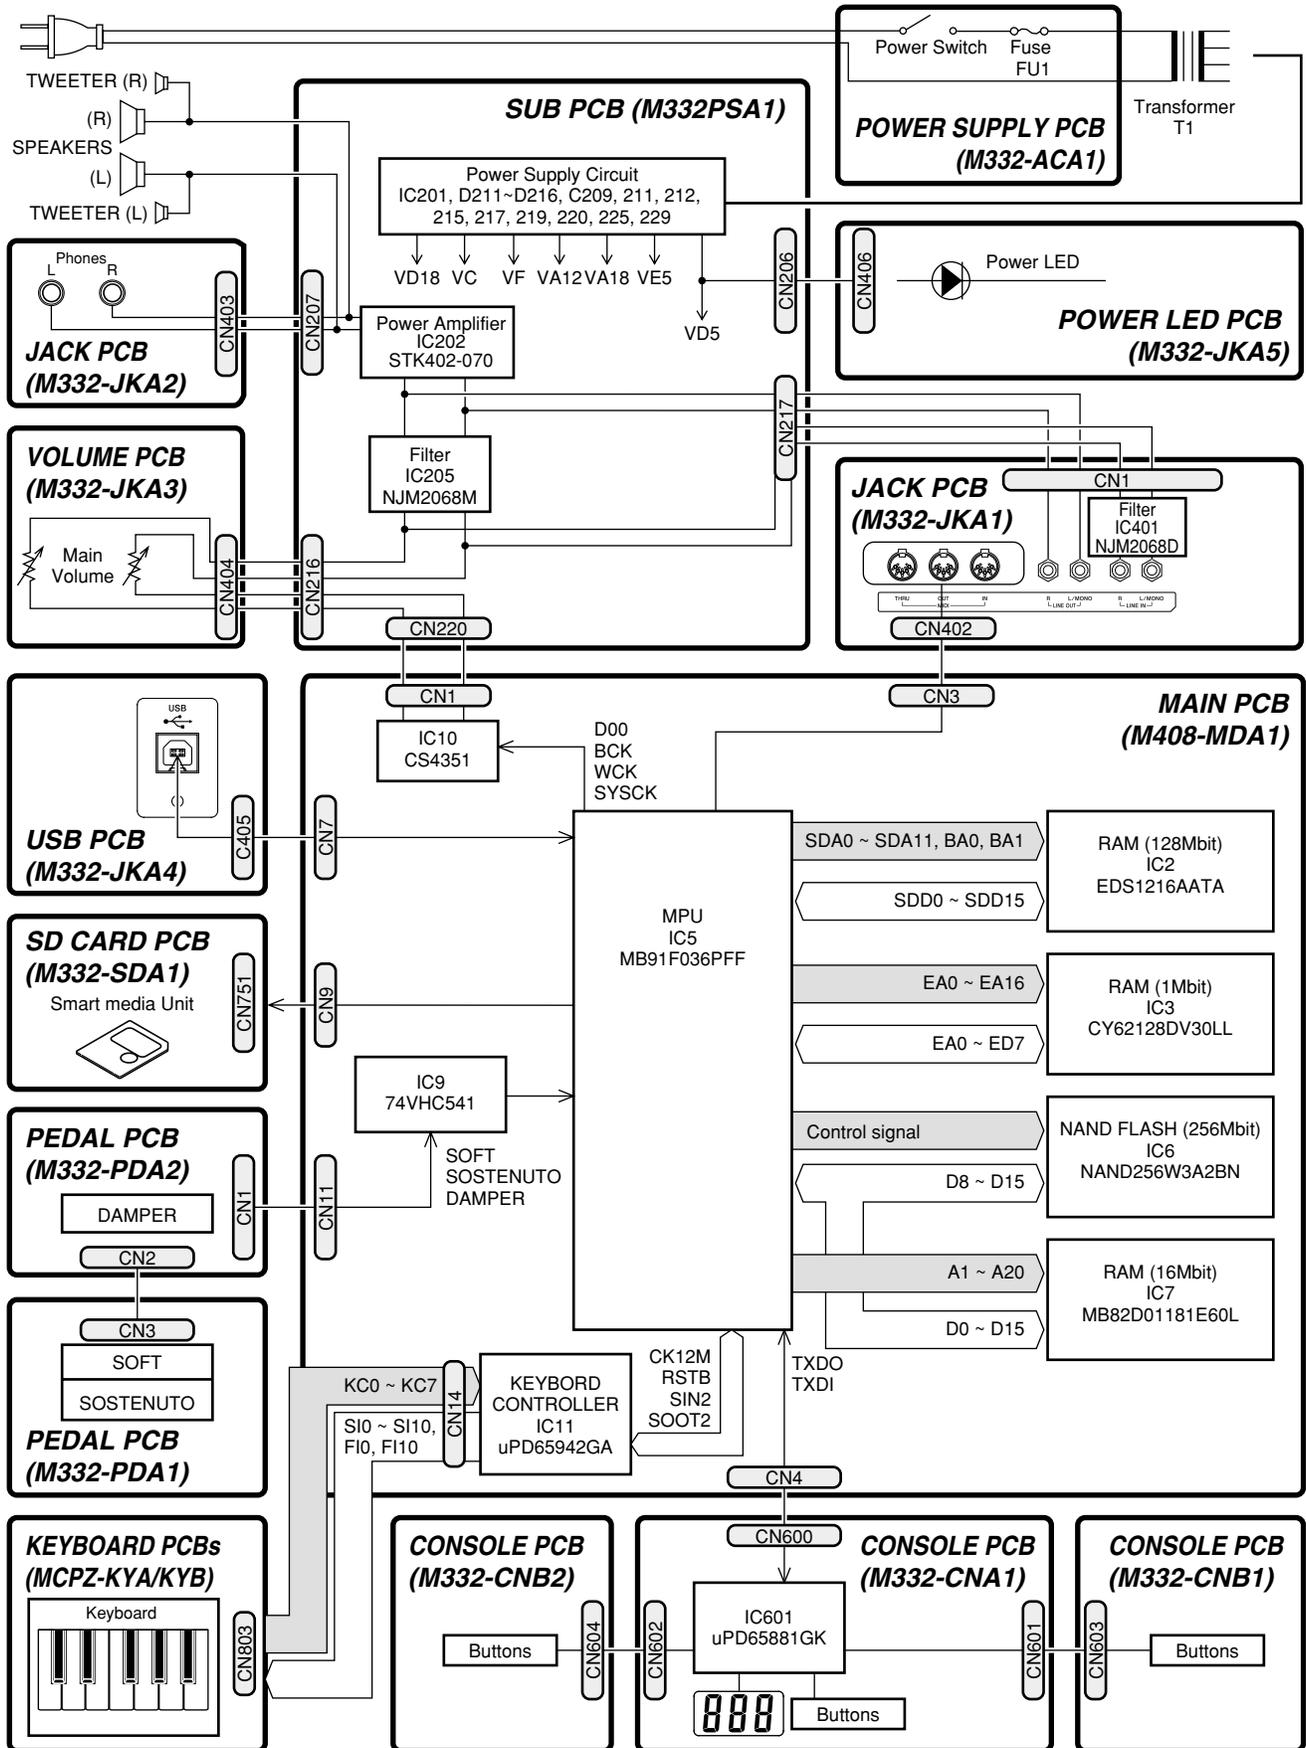 Power Switch
Fuse
FU1
Transformer
T1
POWER SUPPLY PCB
(M332-ACA1)
TWEETER (R)
(R)
SPEAKERS
(L)
TWEETER (L)
SUB PCB (M332PSA1)
Power Supply Circuit
IC201, D211~D216, C209, 211, 212,
215, 217, 219, 220, 225, 229
VD18
VC
VF
VA12
VA18
VE5
VD5
CN206
CN406
Power LED
POWER LED PCB
(M332-JKA5)
Phones
L
R
CN403
CN207
JACK PCB
(M332-JKA2)
Power Amplifier
IC202
STK402-070
CN217
VOLUME PCB
(M332-JKA3)
Main
Volume
CN404
CN216
Filter
IC205
NJM2068M
CN220
JACK PCB
(M332-JKA1)
CN1
Filter
IC401
NJM2068D
THRU
OUT
IN
MIDI
R
L/MONO
LINE OUT
R
L/MONO
LINE IN
CN402
USB
USB PCB
(M332-JKA4)
C405
CN7
CN1
IC10
CS4351
D00
BCK
WCK
SYSCK
CN3
MAIN PCB
(M408-MDA1)
MPU
IC5
MB91F036PFF
SDA0 ~ SDA11, BA0, BA1
SDD0 ~ SDD15
RAM (128Mbit)
IC2
EDS1216AATA
EA0 ~ EA16
EA0 ~ ED7
RAM (1Mbit)
IC3
CY62128DV30LL
Control signal
D8 ~ D15
NAND FLASH (256Mbit)
IC6
NAND256W3A2BN
A1 ~ A20
D0 ~ D15
RAM (16Mbit)
IC7
MB82D01181E60L
SD CARD PCB
(M332-SDA1)
Smart media Unit
CN751
CN9
IC9
74VHC541
SOFT
SOSTENUTO
DAMPER
PEDAL PCB
(M332-PDA2)
DAMPER
CN1
CN11
CN2
CN3
SOFT
SOSTENUTO
PEDAL PCB
(M332-PDA1)
KC0 ~ KC7
SI0 ~ SI10,
FI0, FI10
CN14
KEYBORD
CONTROLLER
IC11
uPD65942GA
CK12M
RSTB
SIN2
SOOT2
TXDO
TXDI
CN4
KEYBOARD PCBs
(MCPZ-KYA/KYB)
Keyboard
CN803
CONSOLE PCB
(M332-CNB2)
Buttons
CN604
CN600
CONSOLE PCB
(M332-CNA1)
CN602
IC601
uPD65881GK
888
Buttons
CN601
CONSOLE PCB
(M332-CNB1)
CN603
Buttons